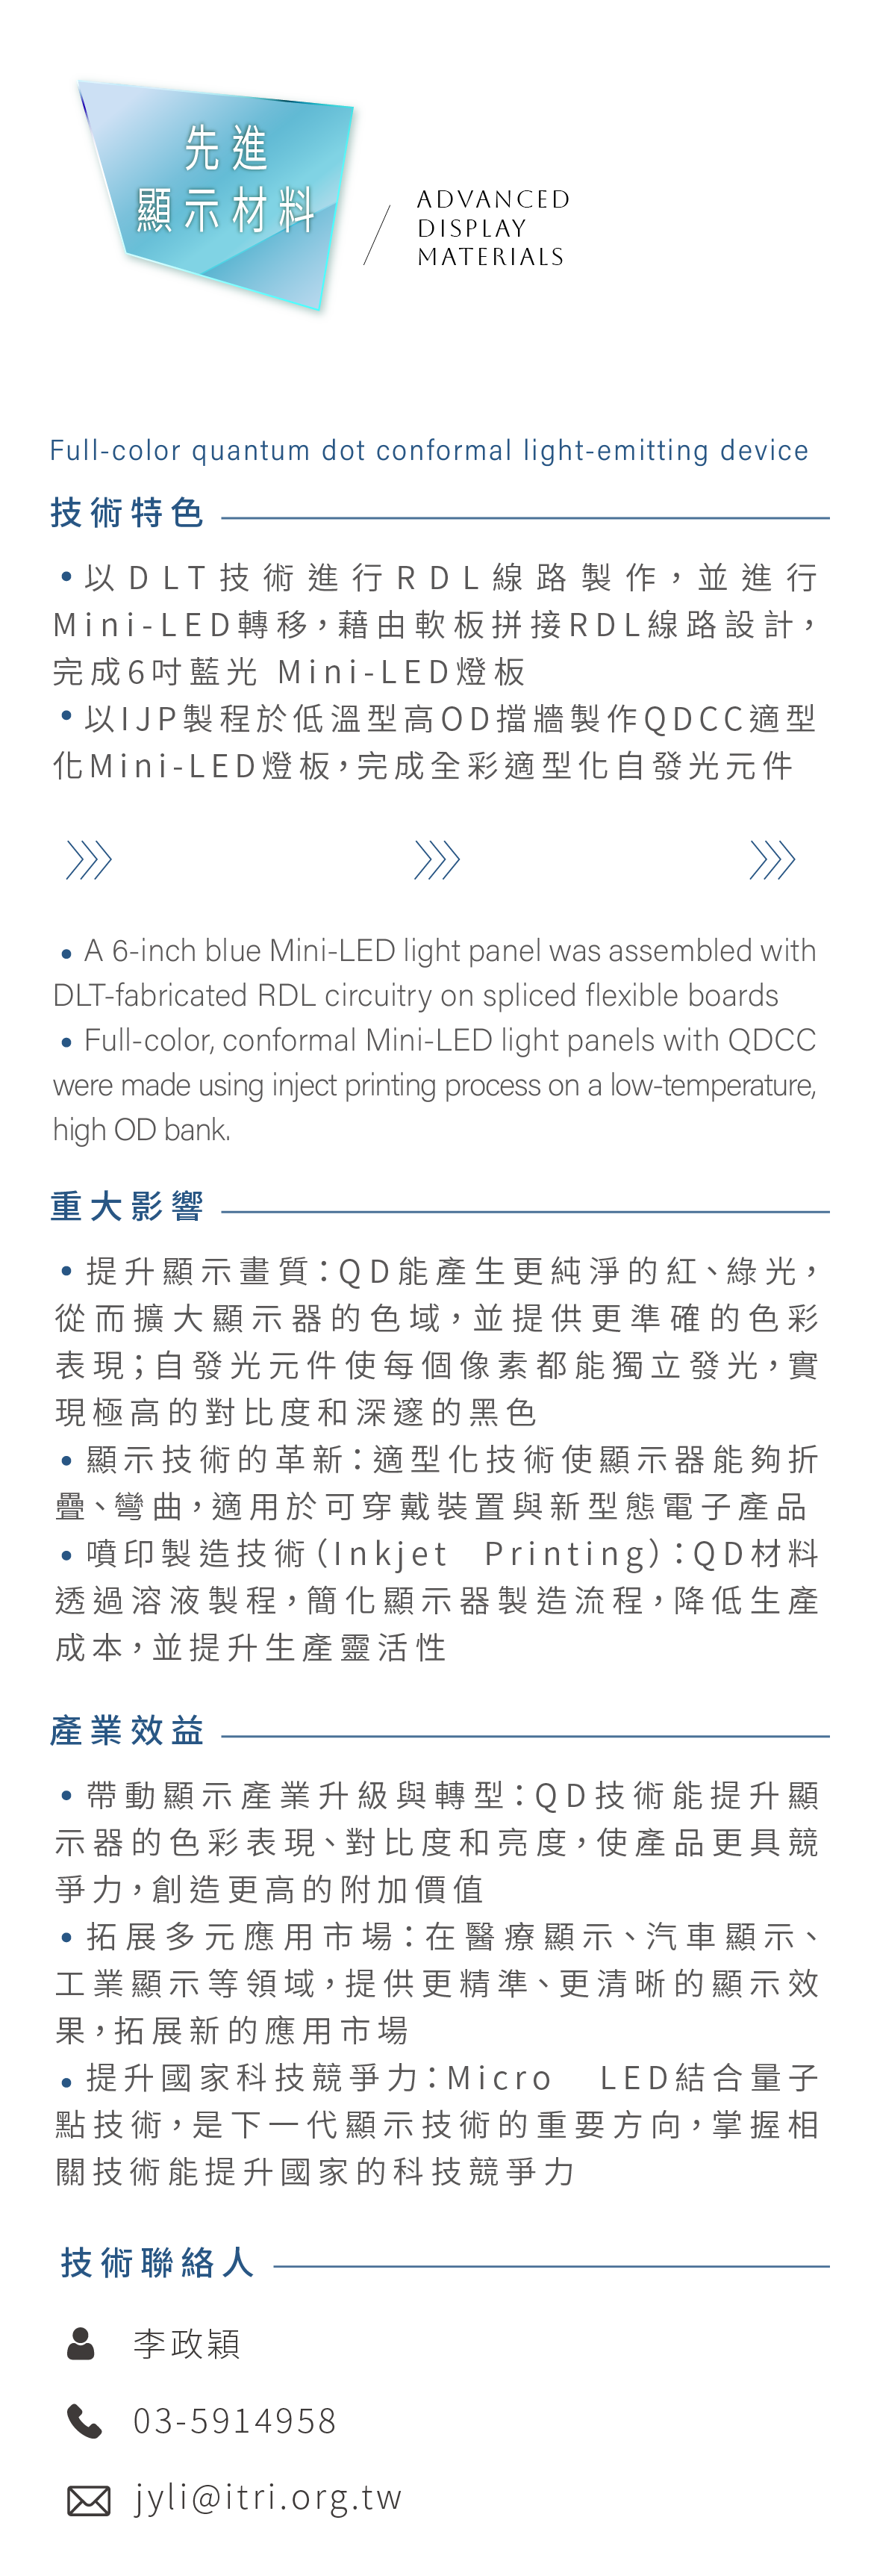 先進
顯示材料
ADVANCED
DISPLAY
MATERIALS
Full-color quantum dot conformal light-emitting device
技術特色
•以DLT技術進行RDL線路製作，並進行
Mini-LED轉移，藉由軟板拼接RDL線路設計，
完成6吋藍光 Mini-LED燈板
•以IJP製程於低溫型高OD擋牆製作QDCC適型
化Mini-LED燈板，完成全彩適型化自發光元件
• A 6-inch blue Mini-LED light panel was assembled with
DLT-fabricated RDL circuitry on spliced flexible boards
• Full-color, conformal Mini-LED light panels with QDCC
were made using inject printing process on a low-temperature,
high OD bank.
重大影響
•提升顯示畫質：QD能產生更純淨的紅、綠光，
從而擴大顯示器的色域，並提供更準確的色彩
表現；自發光元件使每個像素都能獨立發光，實
現極高的對比度和深邃的黑色
•顯示技術的革新：適型化技術使顯示器能夠折
疊、彎曲，適用於可穿戴裝置與新型態電子產品
•噴印製造技術（Inkjet Printing）：QD材料
透過溶液製程，簡化顯示器製造流程，降低生產
成本，並提升生產靈活性
產業效益
•帶動顯示產業升級與轉型：QD技術能提升顯
示器的色彩表現、對比度和亮度，使產品更具競
爭力，創造更高的附加價值
•拓展多元應用市場：在醫療顯示、汽車顯示、
工業顯示等領域，提供更精準、更清晰的顯示效
果，拓展新的應用市場
•提升國家科技競爭力：Micro LED結合量子
點技術，是下一代顯示技術的重要方向，掌握相
關技術能提升國家的科技競爭力
技術聯絡人
李政穎
03-5914958
jyli@itri.org.tw